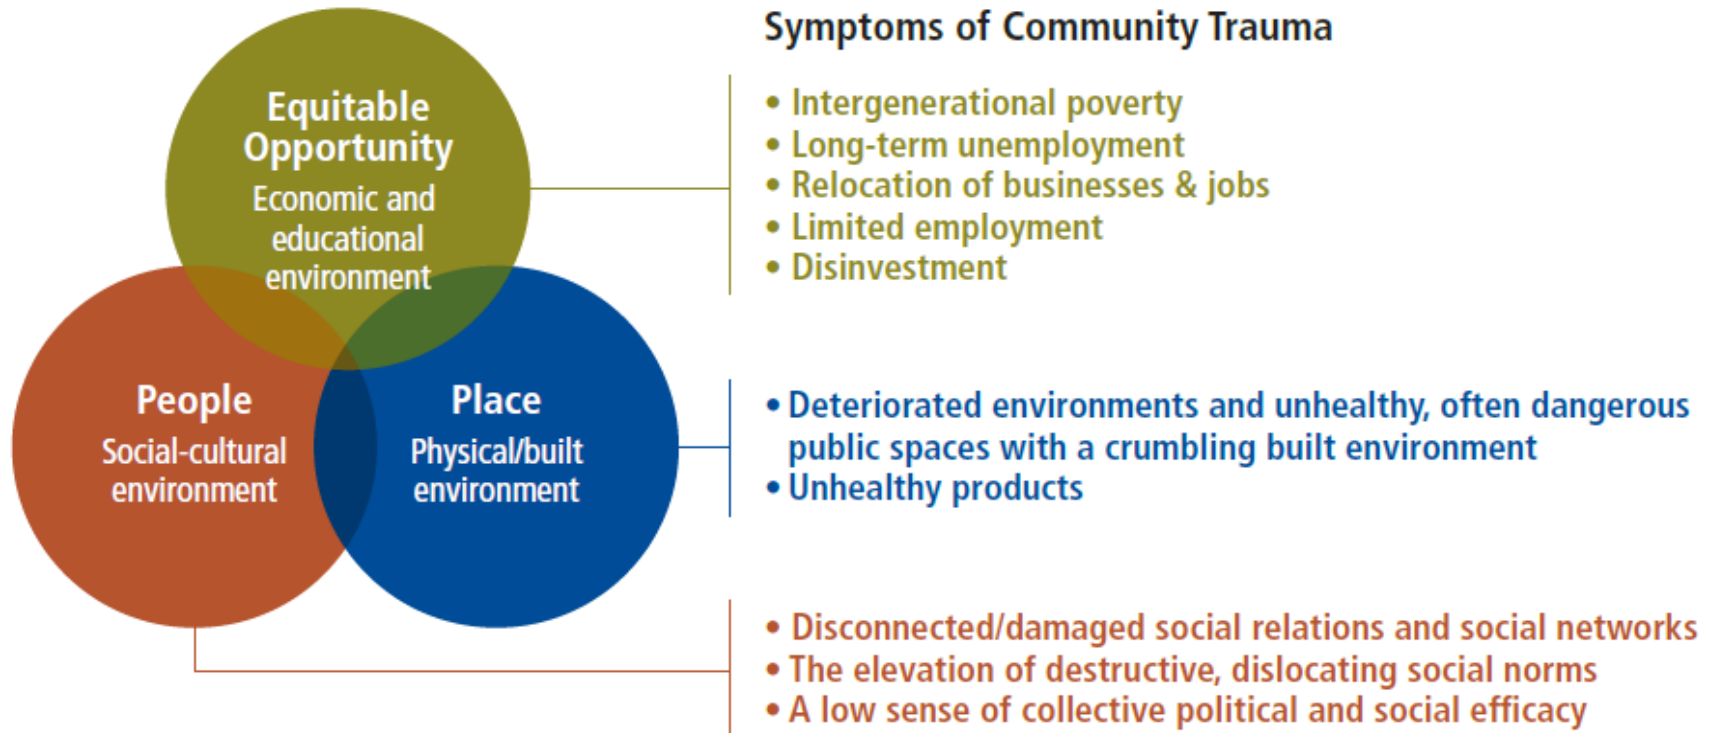 Symptoms of Community Trauma
Equitable
Opportunity
Economic and
educational
environment
• Intergenerational poverty
• Long-term unemployment
• Relocation of businesses & jobs
• Limited employment
• Disinvestment
People
Social-cultural
environment
Place
Physical/built
environment
• Deteriorated environments and unhealthy, often dangerous
public spaces with a crumbling built environment
• Unhealthy products
• Disconnected/damaged social relations and social networks
• The elevation of destructive, dislocating social norms
• A low sense of collective political and social efficacy